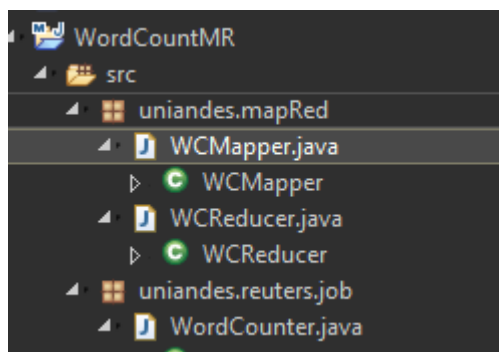 WordCountMR
src
uniandes.mapRed
WCMapper.java
WCMapper
WCReducer.java
WCReducer
uniandes.reuters.job
WordCounter.java